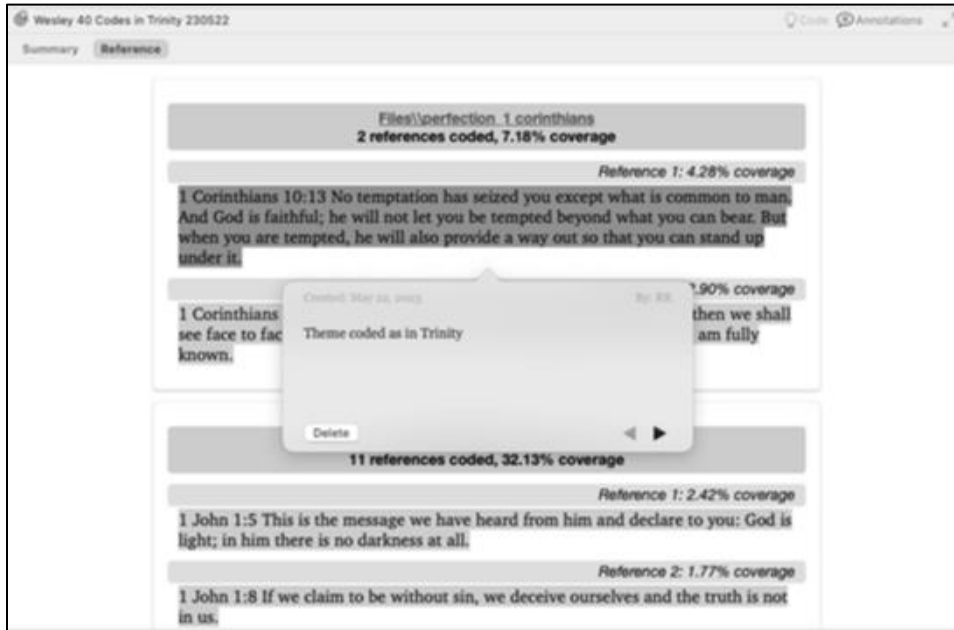 Wesley 40 Codes in Trinity 230522
Code Annotations
Summary Reference
Files\\perfection_1 corinthians
2 references coded, 7.18% coverage
Reference 1: 4.28% coverage
1 Corinthians 10:13 No temptation has seized you except what is common to man.
And God is faithful; he will not let you be tempted beyond what you can bear. But
when you are tempted, he will also provide a way out so that you can stand up
under it.
.90% coverage
1 Corinthians
then we shall
see face to fac
am fully
known.
Created: May 22, 2023
By: RR
Theme coded as in Trinity
Delete
11 references coded, 32.13% coverage
Reference 1: 2.42% coverage
1 John 1:5 This is the message we have heard from him and declare to you: God is
light; in him there is no darkness at all.
Reference 2: 1.77% coverage
1 John 1:8 If we claim to be without sin, we deceive ourselves and the truth is not
in us.